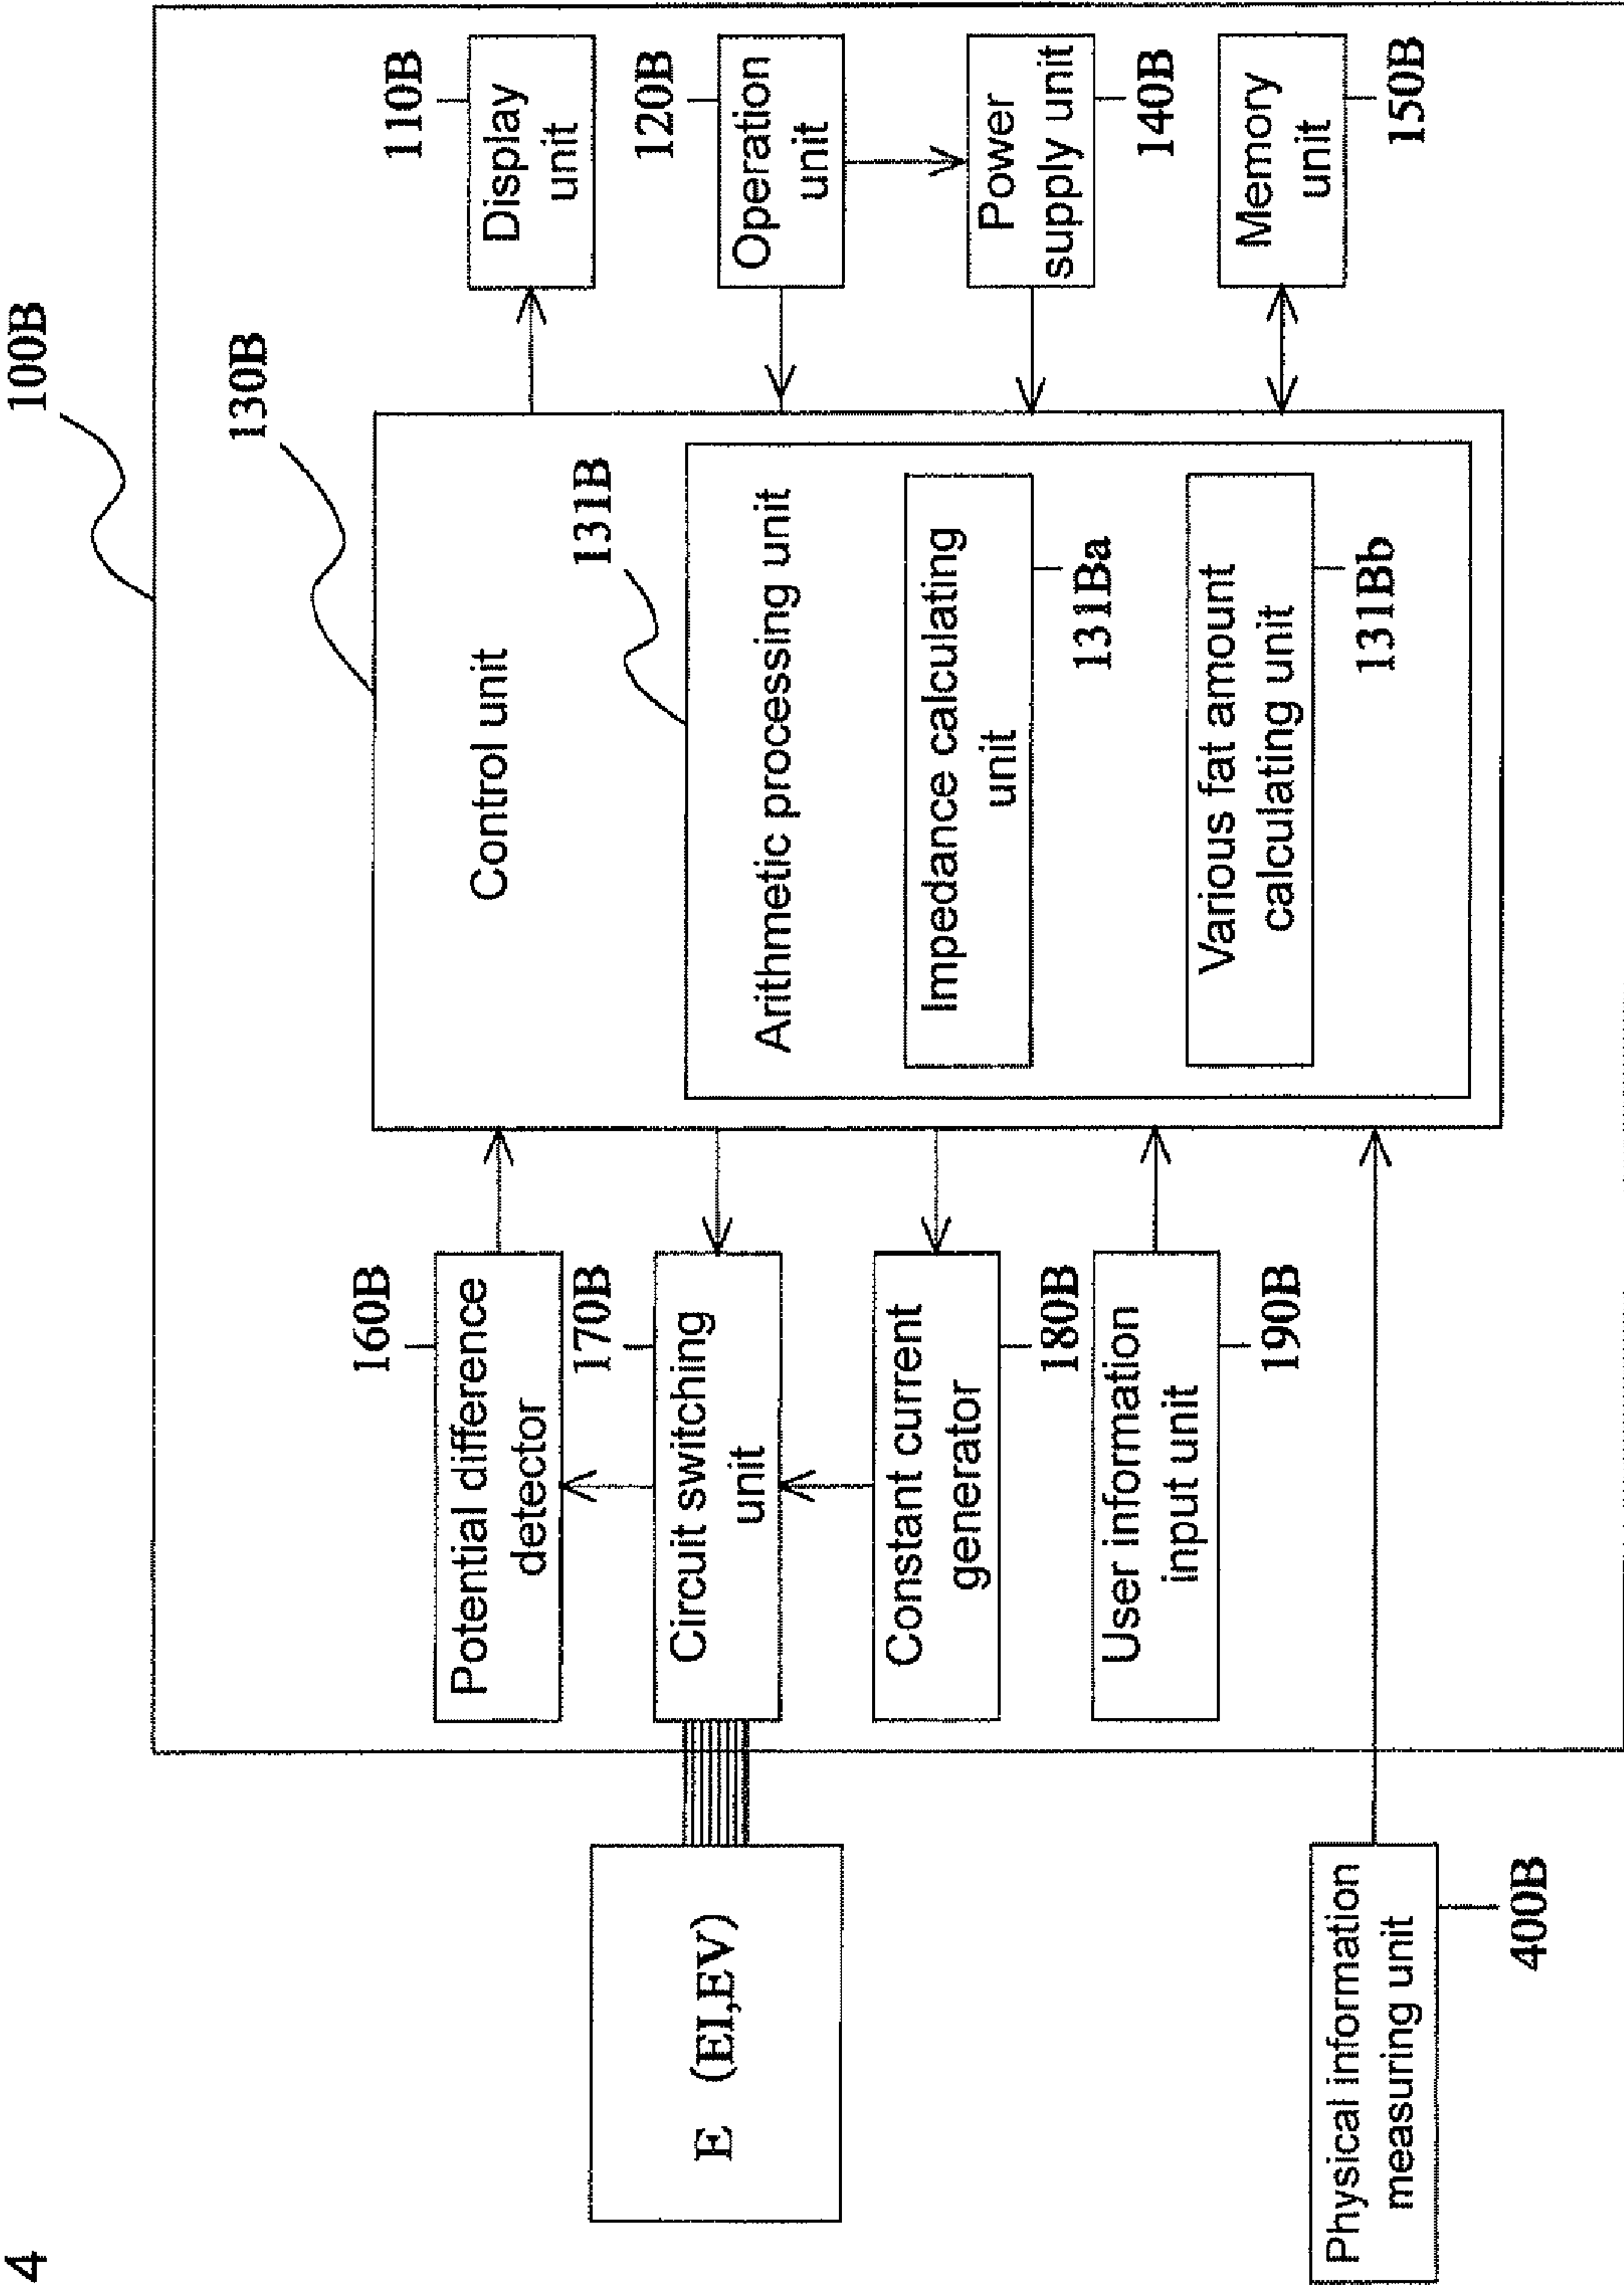 4
100B
130B
Control unit
131B
Arithmetic processing unit
Impedance calculating
unit
131Ba
Various fat amount
calculating unit
131Bb
160B
Potential difference
detector
170B
Circuit switching
unit
Constant current
generator
180B
User information
input unit
190B
110B
Display
unit
120B
Operation
unit
Power
supply unit
140B
Memory
unit
150B
E (EI,EV)
Physical information
measuring unit
400B